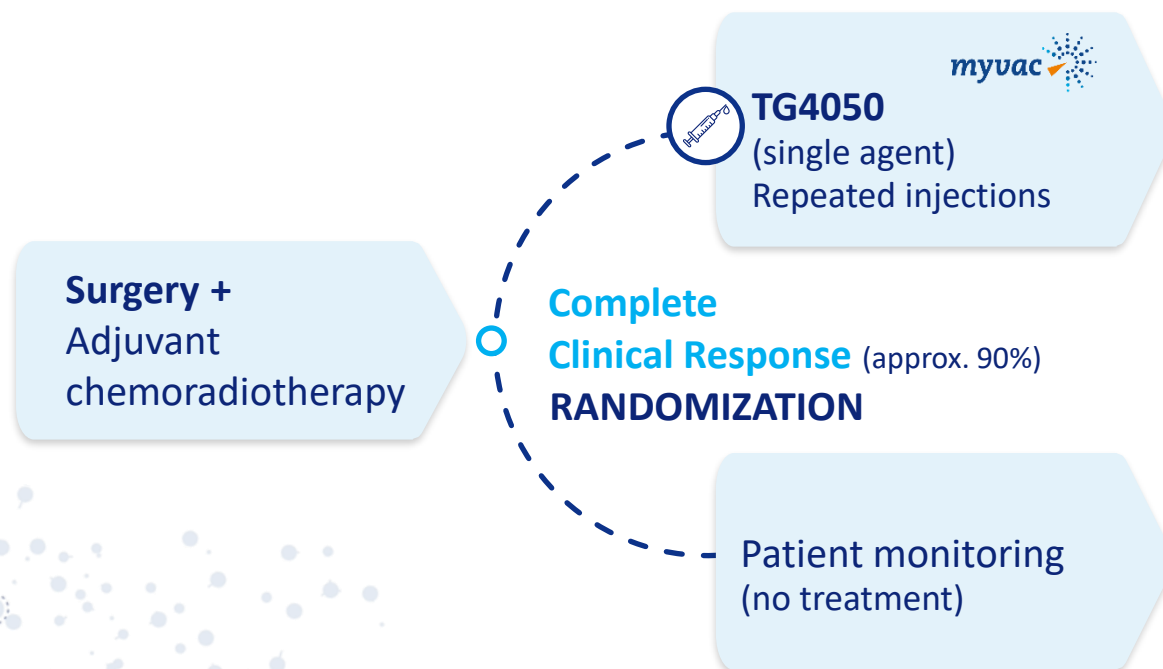 myvac
TG4050
(single agent)
Repeated injections
Surgery +
Adjuvant
chemoradiotherapy
Complete
Clinical Response (approx. 90%)
RANDOMIZATION
Patient monitoring
(no treatment)